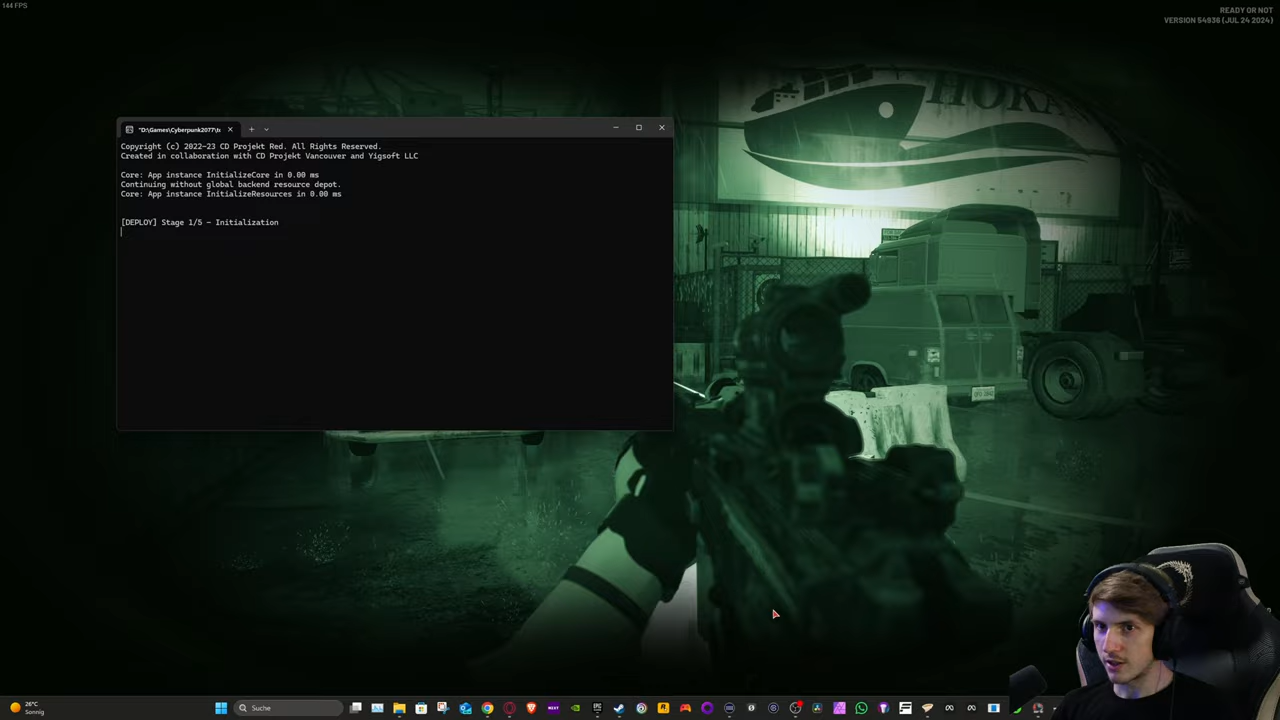 144 FPS
READY OR NOT
VERSION 54836 (JUL 24 2024)
HOKA
"D:\Games\Cyberpunk2077\t
Copyright (c) 2022-23 CD Projekt Red. All Rights Reserved.
Created in collaboration with CD Projekt Vancouver and Yigsoft LLC
Core: App instance InitializeCore in 0.00 ms
Continuing without global backend resource depot.
Core: App instance InitializeResources in 0.00 ms
[DEPLOY] Stage 1/5 - Initialization
26°C
Sonnig
Suche